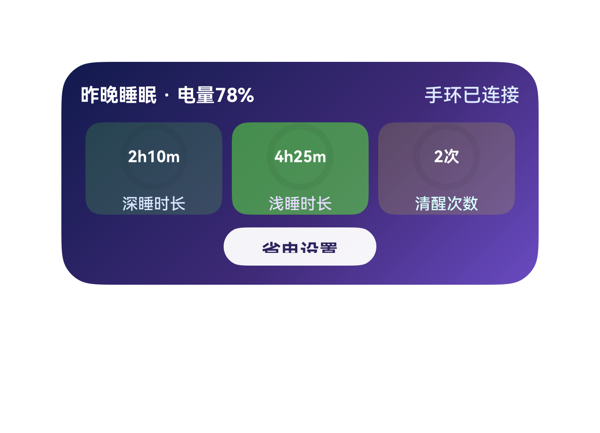 昨晚睡眠 · 电量78%
手环已连接
2h10m
4h25m
2次
深睡时长
浅睡时长
清醒次数
省电设置